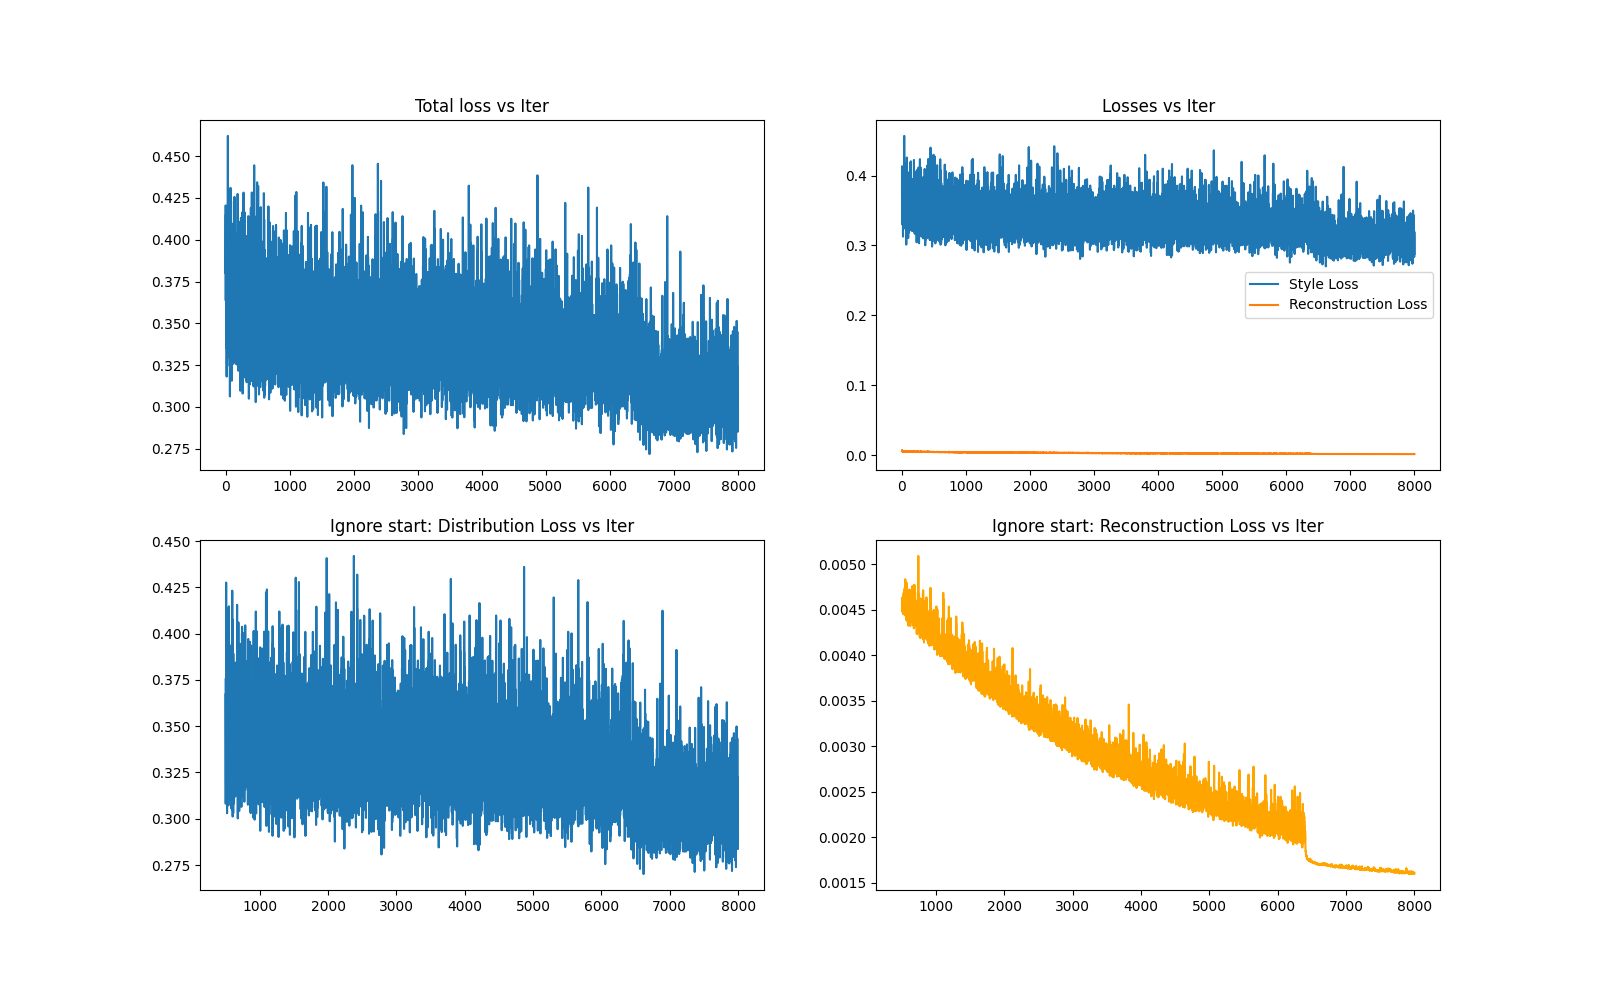 Total loss vs Iter
0.450
0.425
0.400
0.375
0.350
0.325
0.300
0.275
0 1000 2000 3000 4000 5000 6000 7000 8000
Losses vs Iter
0.4
0.3
0.2
0.1
0.0
Style Loss
Reconstruction Loss
0 1000 2000 3000 4000 5000 6000 7000 8000
Ignore start: Distribution Loss vs Iter
0.450
0.425
0.400
0.375
0.350
0.325
0.300
0.275
1000 2000 3000 4000 5000 6000 7000 8000
Ignore start: Reconstruction Loss vs Iter
0.0050
0.0045
0.0040
0.0035
0.0030
0.0025
0.0020
0.0015
1000 2000 3000 4000 5000 6000 7000 8000